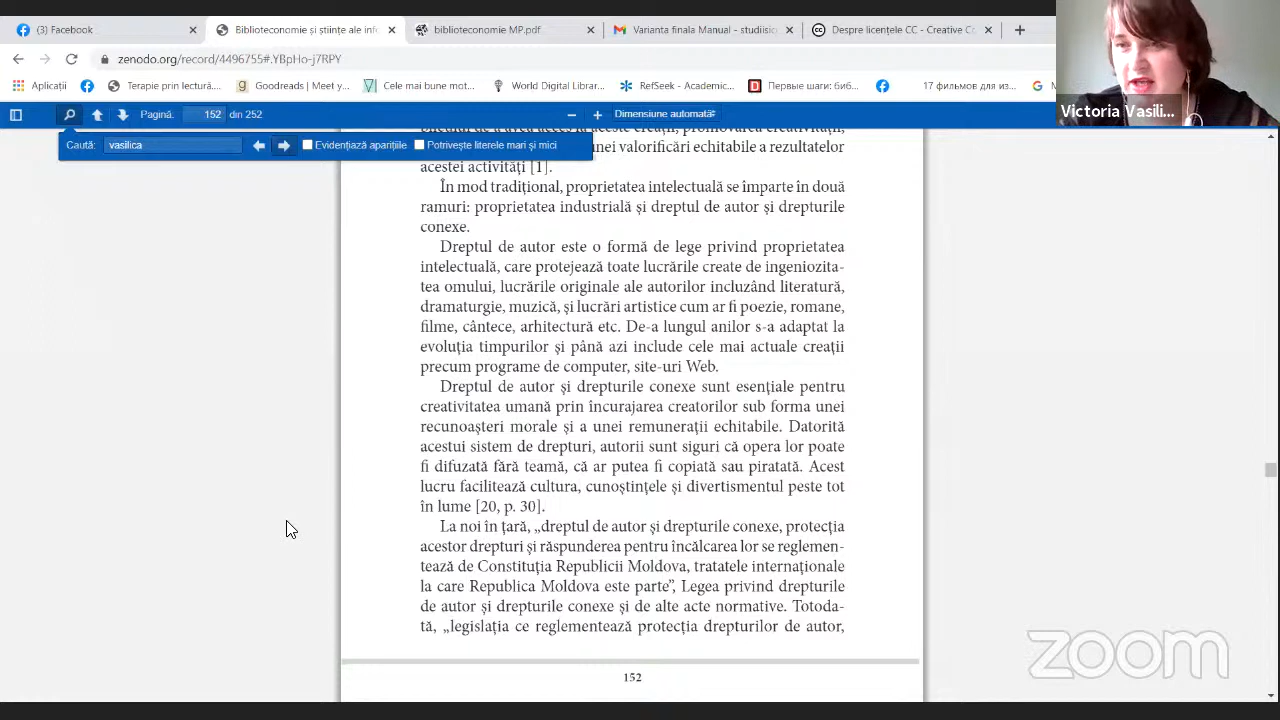 (3) Facebook
Biblioteconomie și științe ale inf
biblioteconomie MP.pdf
Varianta finala Manual - studiisic
Despre licențele CC - Creative C
zenodo.org/record/4496755#.YBpHo-j7RPY
Aplicații
Terapie prin lectură...
Goodreads | Meet y...
Cele mai bune motor...
World Digital Librar...
RefSeek - Academic...
Первые шаги: биб...
17 фильмов для из...
Victoria Vasili...
Pagină: 152 din 252
Dimensiune automată
Caută: vasilica
Evidențiază aparițiile
Potrivește literele mari și mici
efectul de a avea acces la aceste creații, promovarea creativității,
unei valorificări echitabile a rezultatelor
acestei activități [1].
În mod tradițional, proprietatea intelectuală se împarte în două
ramuri: proprietatea industrială și dreptul de autor și drepturile
conexe.
Dreptul de autor este o formă de lege privind proprietatea
intelectuală, care protejează toate lucrările create de ingeniozita-
tea omului, lucrările originale ale autorilor incluzând literatură,
dramaturgie, muzică, și lucrări artistice cum ar fi poezie, romane,
filme, cântece, arhitectură etc. De-a lungul anilor s-a adaptat la
evoluția timpurilor și până azi include cele mai actuale creații
precum programe de computer, site-uri Web.
Dreptul de autor și drepturile conexe sunt esențiale pentru
creativitatea umană prin încurajarea creatorilor sub forma unei
recunoașteri morale și a unei remunerații echitabile. Datorită
acestui sistem de drepturi, autorii sunt siguri că opera lor poate
fi difuzată fără teamă, că ar putea fi copiată sau piratată. Acest
lucru facilitează cultura, cunoștințele și divertismentul peste tot
în lume [20, p. 30].
La noi în țară, „dreptul de autor și drepturile conexe, protecția
acestor drepturi și răspunderea pentru încălcarea lor se reglemen-
tează de Constituția Republicii Moldova, tratatele internaționale
la care Republica Moldova este parte”, Legea privind drepturile
de autor și drepturile conexe și de alte acte normative. Totoda-
tă, „legislația ce reglementează protecția drepturilor de autor,
152
zoom